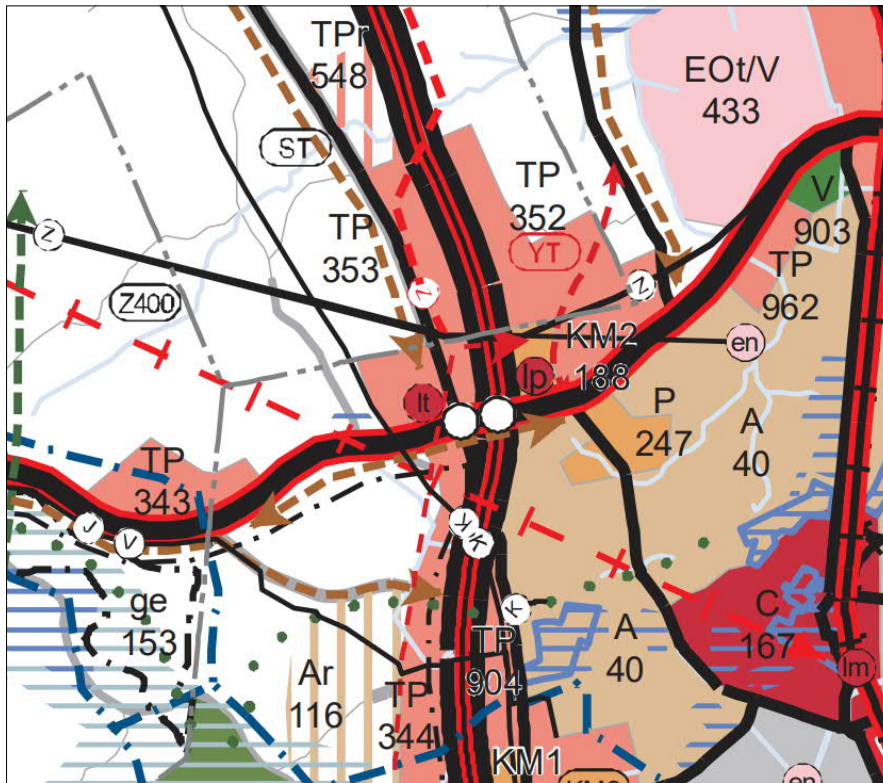 TPr
548
EOt/V
433
ST
TP
352
V
903
TP
353
YT
TP
962
Z
Z400
Z
Z
KM2
188
en
lt
lp
P
247
A
40
TP
343
J
V
K
K
K
ge
153
C
167
A
40
Ar
116
TP
904
lm
TP
344
KM1
en